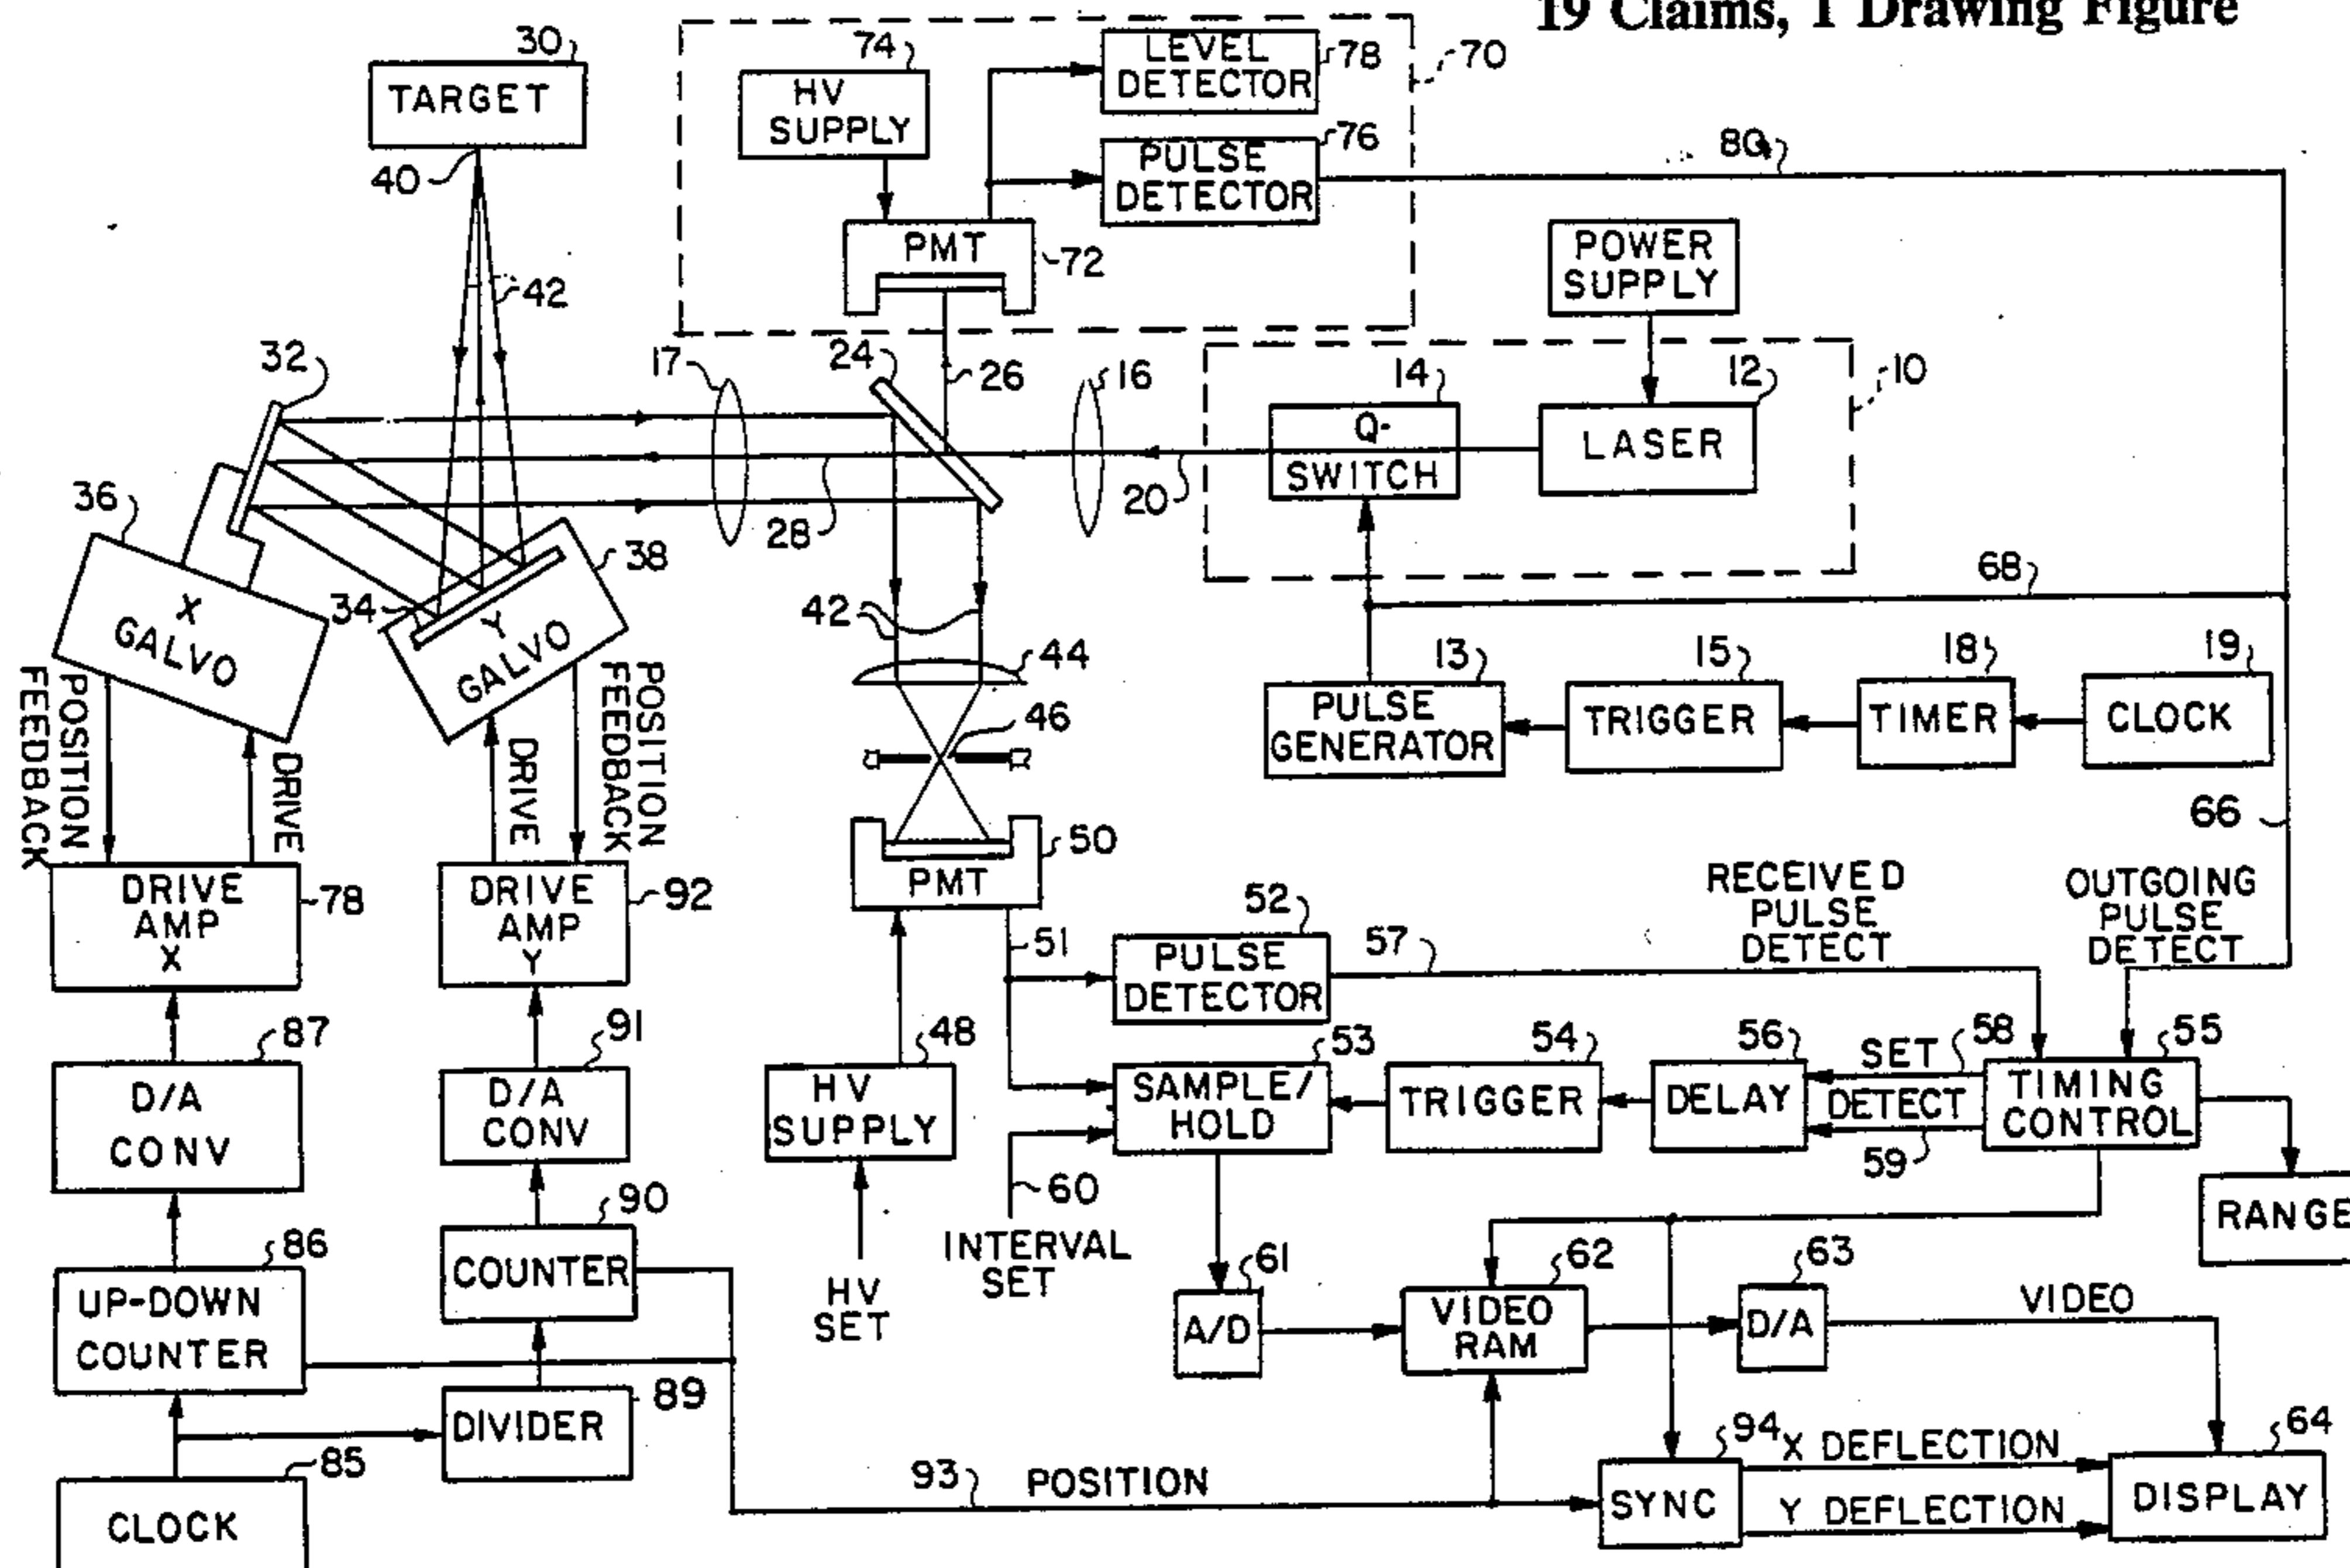 19 Claims, 1 Drawing Figure
30
TARGET
40
42
74
HV
SUPPLY
LEVEL
DETECTOR
78
70
PULSE
DETECTOR
76
80
PMT
72
POWER
SUPPLY
32
17
24
26
16
14
12
10
Q-
SWITCH
LASER
20
28
36
X
GALVO
38
34
Y
GALVO
42
44
46
68
13
15
18
19
PULSE
GENERATOR
TRIGGER
TIMER
CLOCK
66
POSITION
FEEDBACK
DRIVE
DRIVE
POSITION
FEEDBACK
50
PMT
DRIVE
AMP
X
78
DRIVE
AMP
Y
92
51
52
PULSE
DETECTOR
57
RECEIVED
PULSE
DETECT
OUTGOING
PULSE
DETECT
87
D/A
CONV
91
D/A
CONV
48
HV
SUPPLY
53
SAMPLE/
HOLD
54
TRIGGER
56
DELAY
SET
58
DETECT
59
55
TIMING
CONTROL
RANGE
60
INTERVAL
SET
HV
SET
86
UP-DOWN
COUNTER
90
COUNTER
61
A/D
62
VIDEO
RAM
63
D/A
VIDEO
89
DIVIDER
85
CLOCK
93
POSITION
94
SYNC
X DEFLECTION
Y DEFLECTION
64
DISPLAY